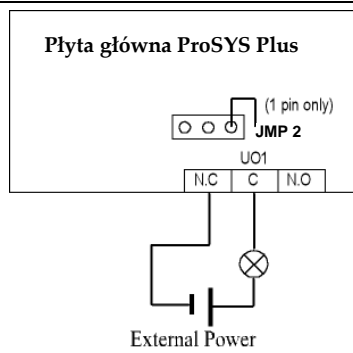 Płyta główna ProSYS Plus
(1 pin only)
JMP 2
UO1
N.C C N.O
External Power